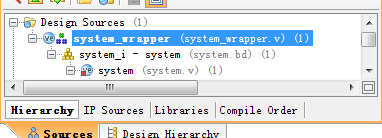 Design Sources (1)
system_wrapper (system_wrapper.v) (1)
system_i - system (system.bd) (1)
system (system.v) (1)
Hierarchy IP Sources Libraries Compile Order
Sources Design Hierarchy